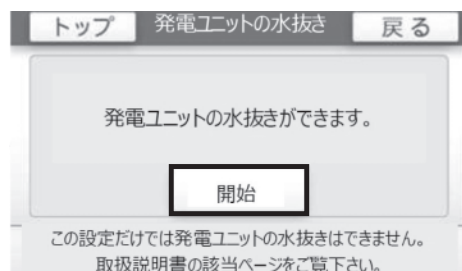 トップ 発電ユニットの水抜き 戻る
発電ユニットの水抜きができます。
開始
この設定だけでは発電ユニットの水抜きはできません。
取扱説明書の該当ページをご覧下さい。